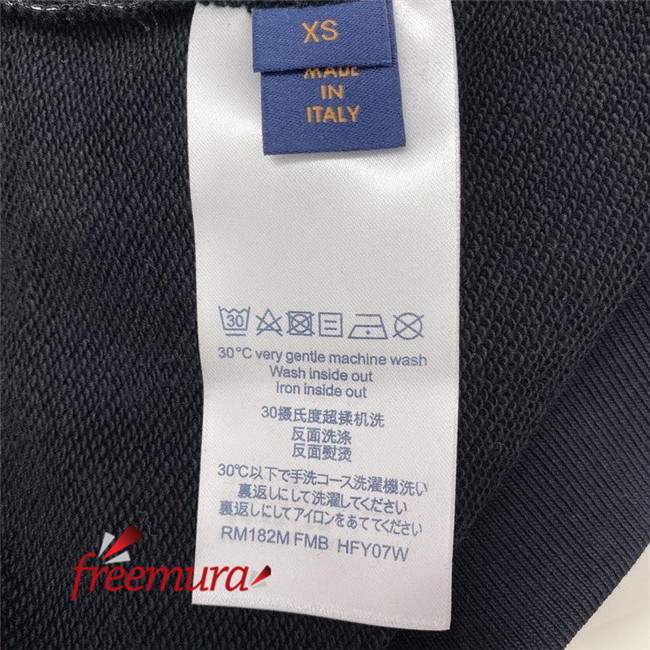 XS
MADE
IN
ITALY
30
30°C very gentle machine wash
Wash inside out
Iron inside out
30摄氏度超揉机洗
反面洗涤
反面熨烫
30℃以下で手洗コース洗濯機洗い
裏返しにして洗濯してください
裏返しにしてアイロンをあててください
RM182M FMB HFY07W
freemura